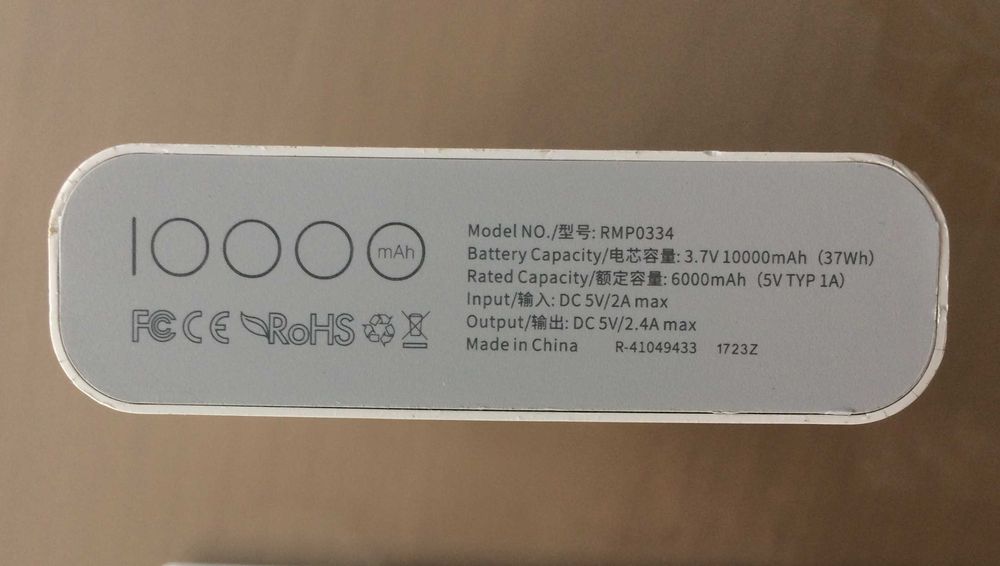 10000 mAh
FC CE RoHS
Model NO./型号: RMP0334
Battery Capacity/电芯容量: 3.7V 10000mAh（37Wh）
Rated Capacity/额定容量: 6000mAh（5V TYP 1A）
Input/输入: DC 5V/2A max
Output/输出: DC 5V/2.4A max
Made in China R-41049433 1723Z